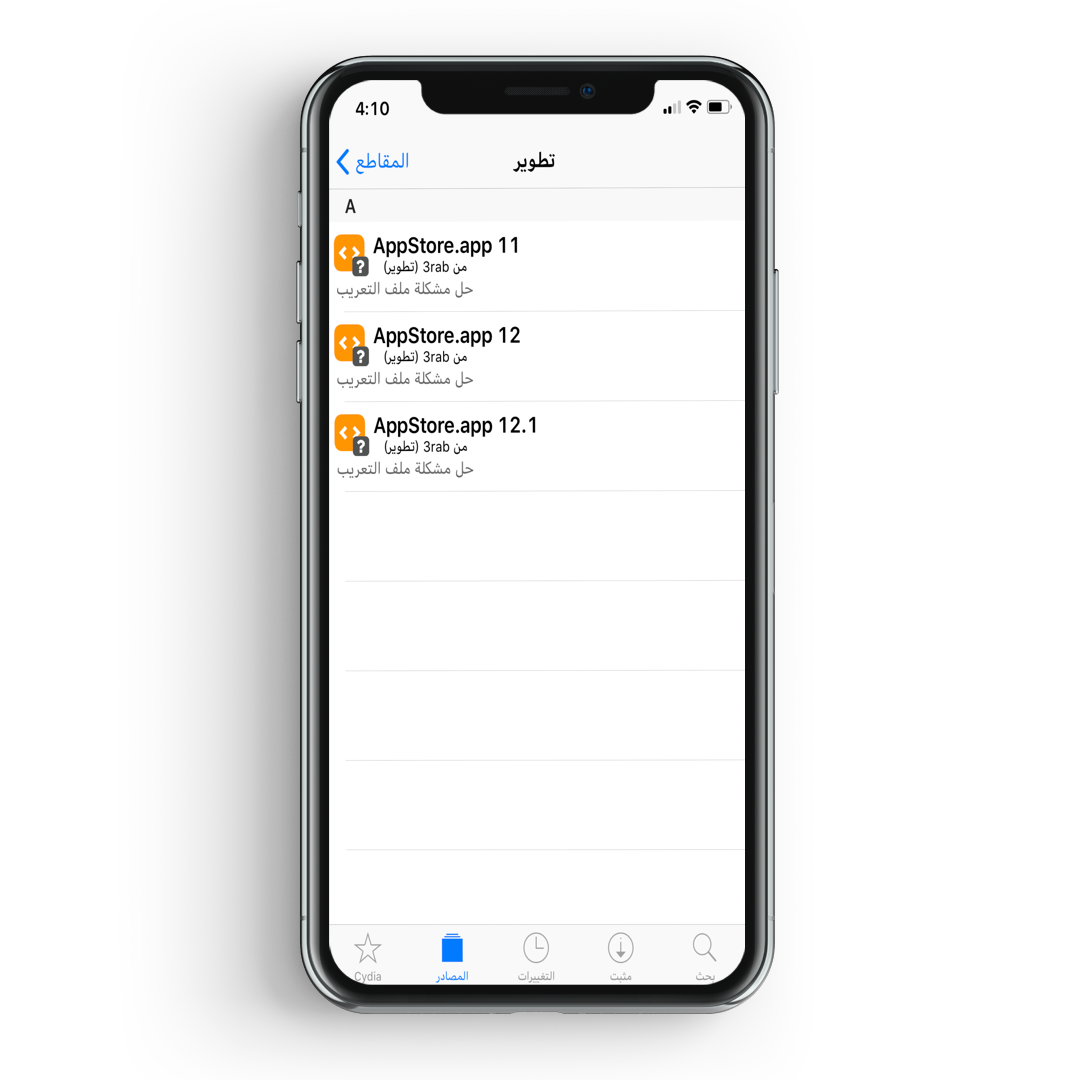 4:10
المقاطع
تطوير
A
AppStore.app 11
من 3rab (تطوير)
حل مشكلة ملف التعريب
AppStore.app 12
من 3rab (تطوير)
حل مشكلة ملف التعريب
AppStore.app 12.1
من 3rab (تطوير)
حل مشكلة ملف التعريب
Cydia
المصادر
التغييرات
مثبت
بحث